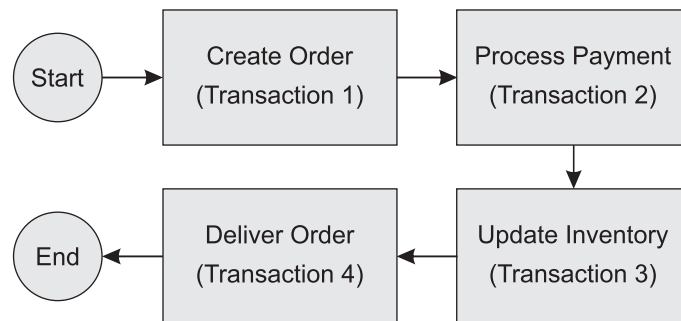 Start
Create Order
(Transaction 1)
Process Payment
(Transaction 2)
Update Inventory
(Transaction 3)
Deliver Order
(Transaction 4)
End